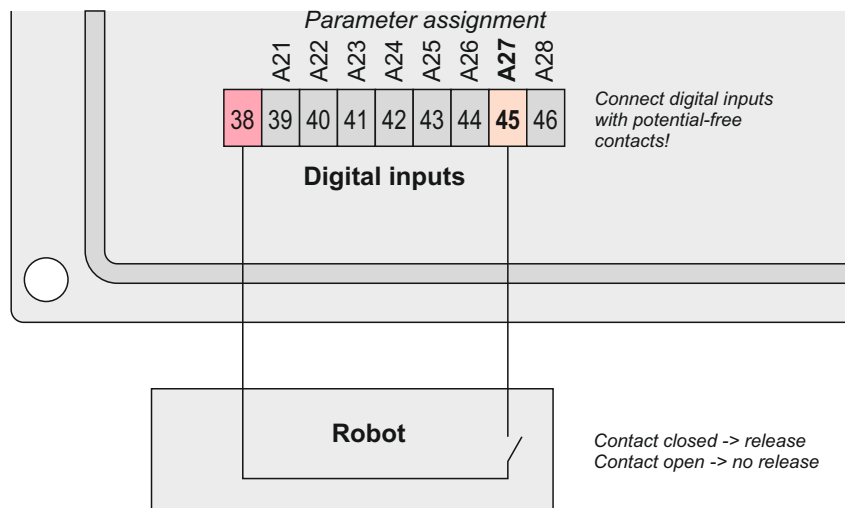 Parameter assignment
A21 A22 A23 A24 A25 A26 A27 A28
38 39 40 41 42 43 44 45 46
Connect digital inputs
with potential-free
contacts!
Digital inputs
Robot
Contact closed -> release
Contact open -> no release